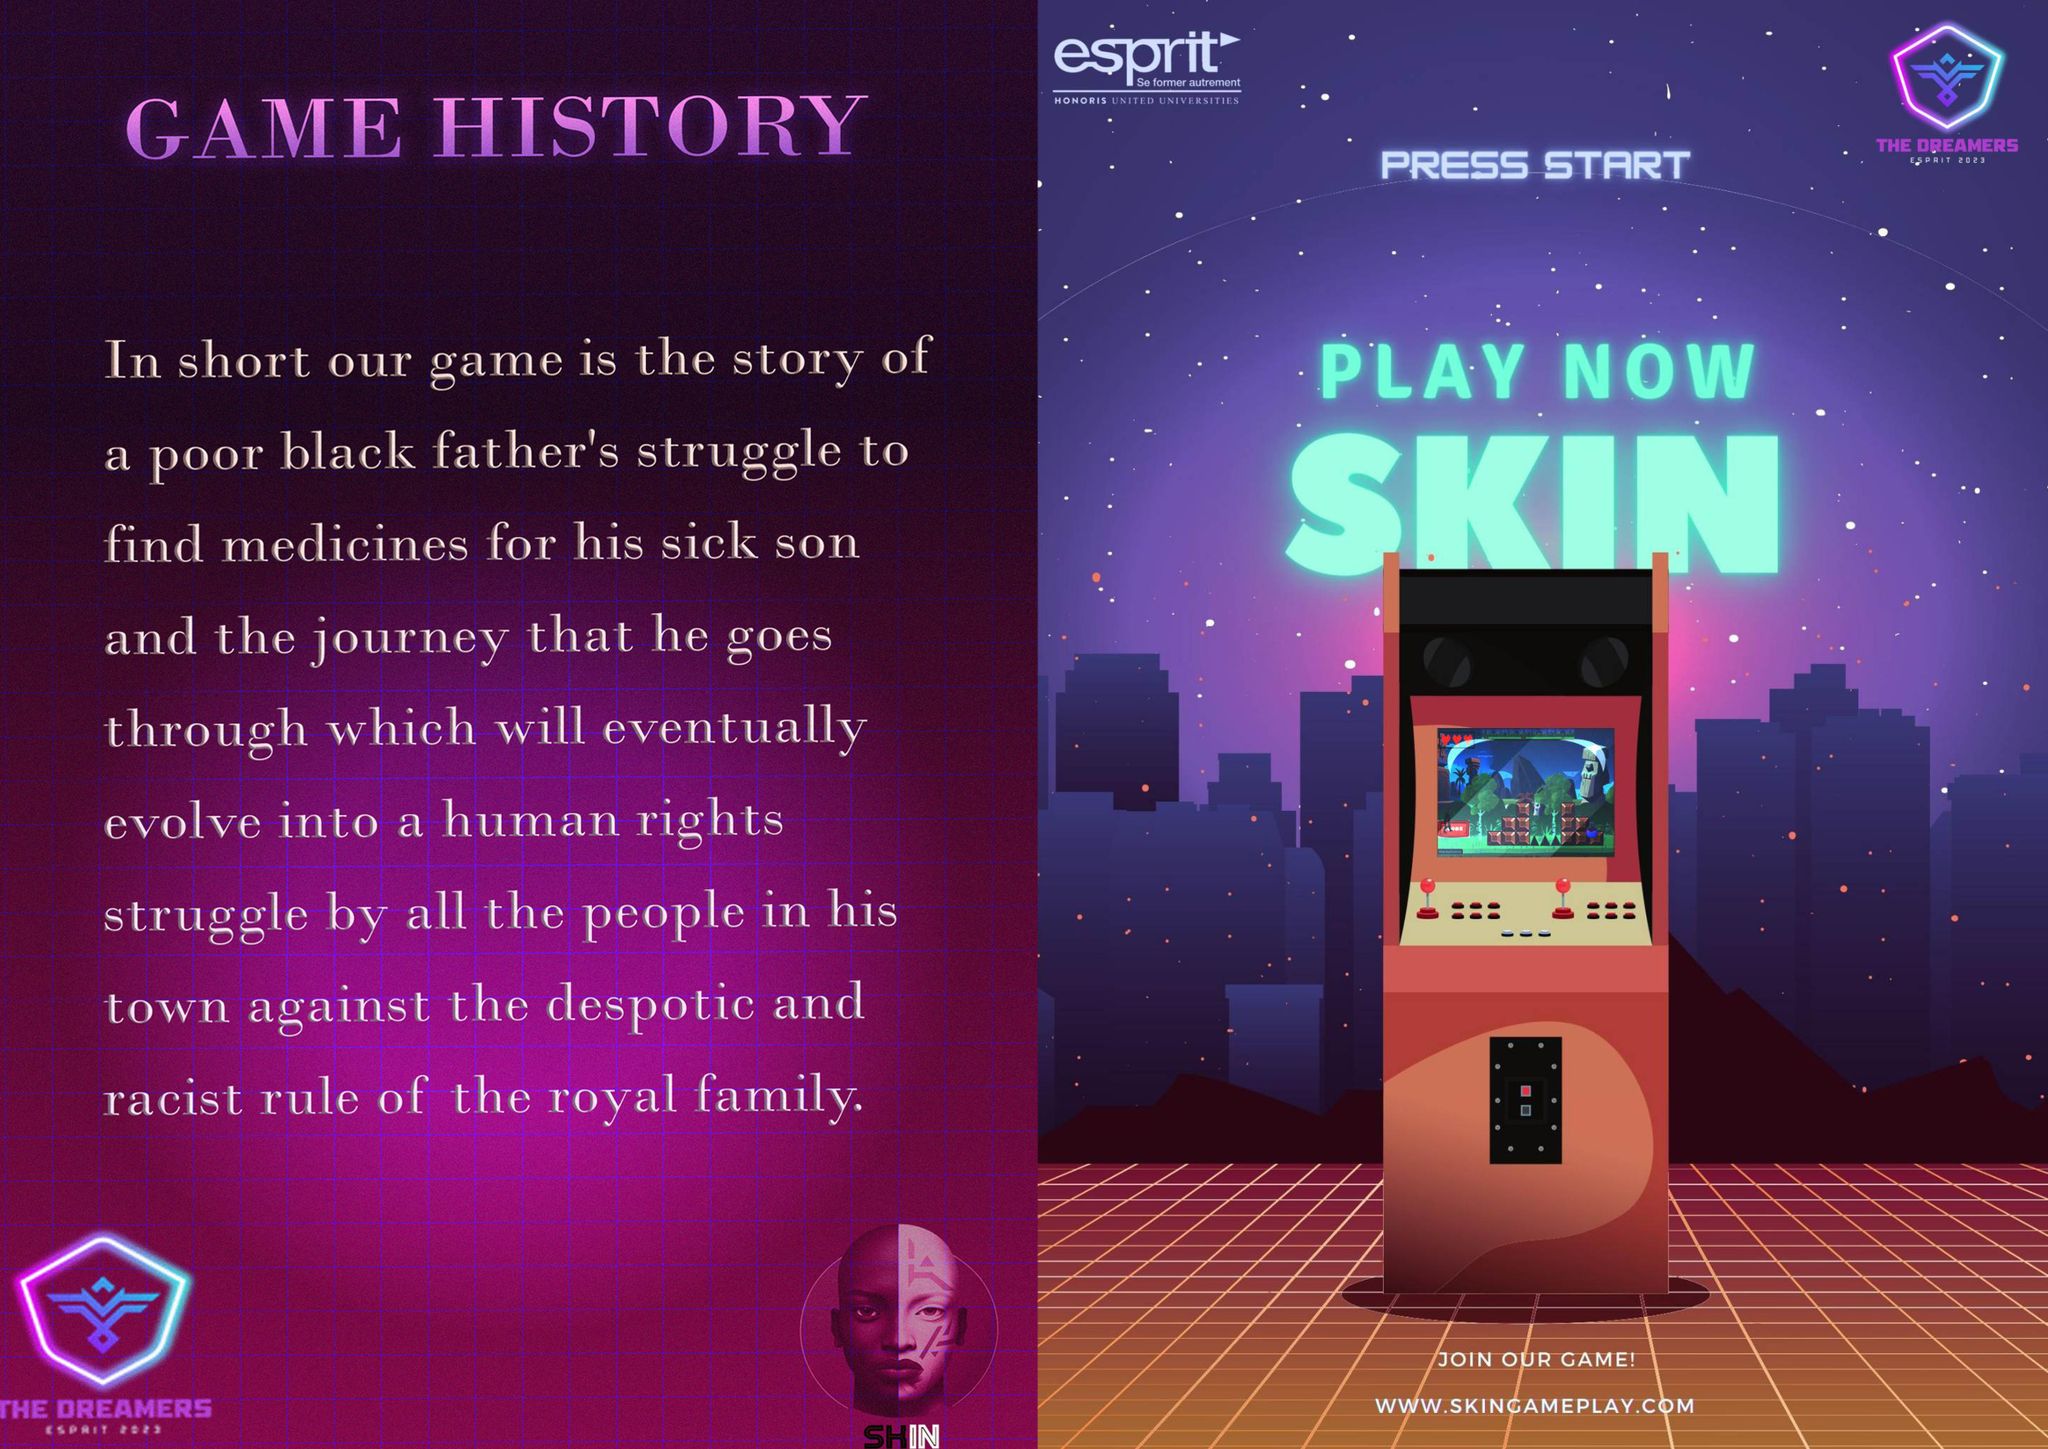 GAME HISTORY
In short our game is the story of
a poor black father's struggle to
find medicines for his sick son
and the journey that he goes
through which will eventually
evolve into a human rights
struggle by all the people in his
town against the despotic and
racist rule of the royal family.
THE DREAMERS
ESPRIT 2023
SKIN
esprit
Se former autrement
HONORIS UNITED UNIVERSITIES
THE DREAMERS
ESPRIT 2023
PRESS START
PLAY NOW
SKIN
JOIN OUR GAME!
WWW.SKINGAMEPLAY.COM